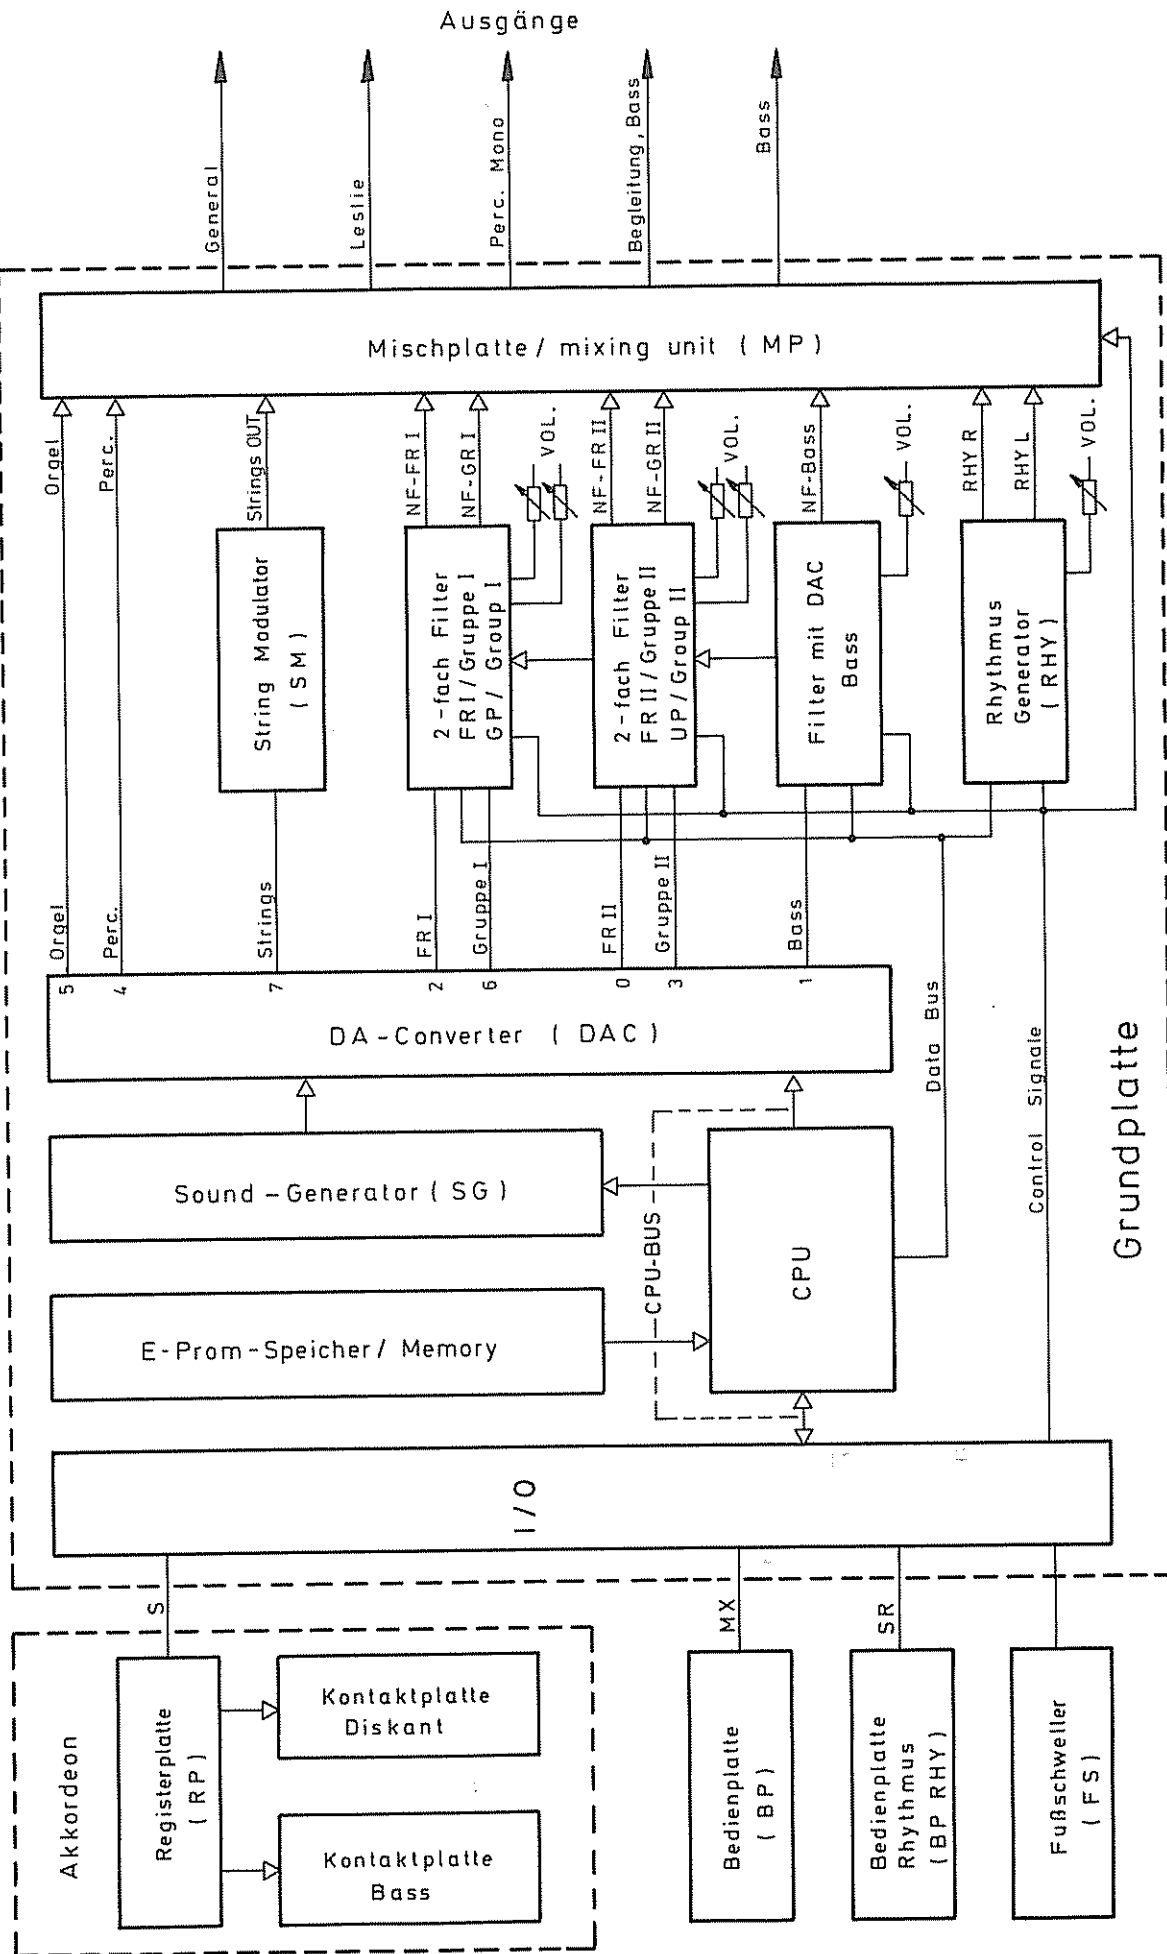 Ausgänge
General
Leslie
Perc. Mono
Begleitung, Bass
Bass
Mischplatte / mixing unit ( MP )
Orgel
Perc.
Strings OUT
NF-FR I
NF-GR I
VOL.
NF-FR II
NF-GR II
VOL.
NF-Bass
VOL.
RHY R
RHY L
VOL.
String Modulator
( SM )
2-fach Filter
FR I / Gruppe I
GP / Group I
2-fach Filter
FR II / Gruppe II
UP / Group II
Filter mit DAC
Bass
Rhythmus
Generator
( RHY )
Orgel
Perc.
Strings
FR I
Gruppe I
FR II
Gruppe II
Bass
5
4
7
2
6
0
3
1
DA-Converter ( DAC )
Data Bus
Control Signale
Grundplatte
Sound-Generator ( SG )
CPU-BUS
CPU
E-Prom-Speicher / Memory
I/O
S
MX
SR
Akkordeon
Registerplatte
( RP )
Kontaktplatte
Diskant
Kontaktplatte
Bass
Bedienplatte
( BP )
Bedienplatte
Rhythmus
( BP RHY )
Fußschweller
( FS )